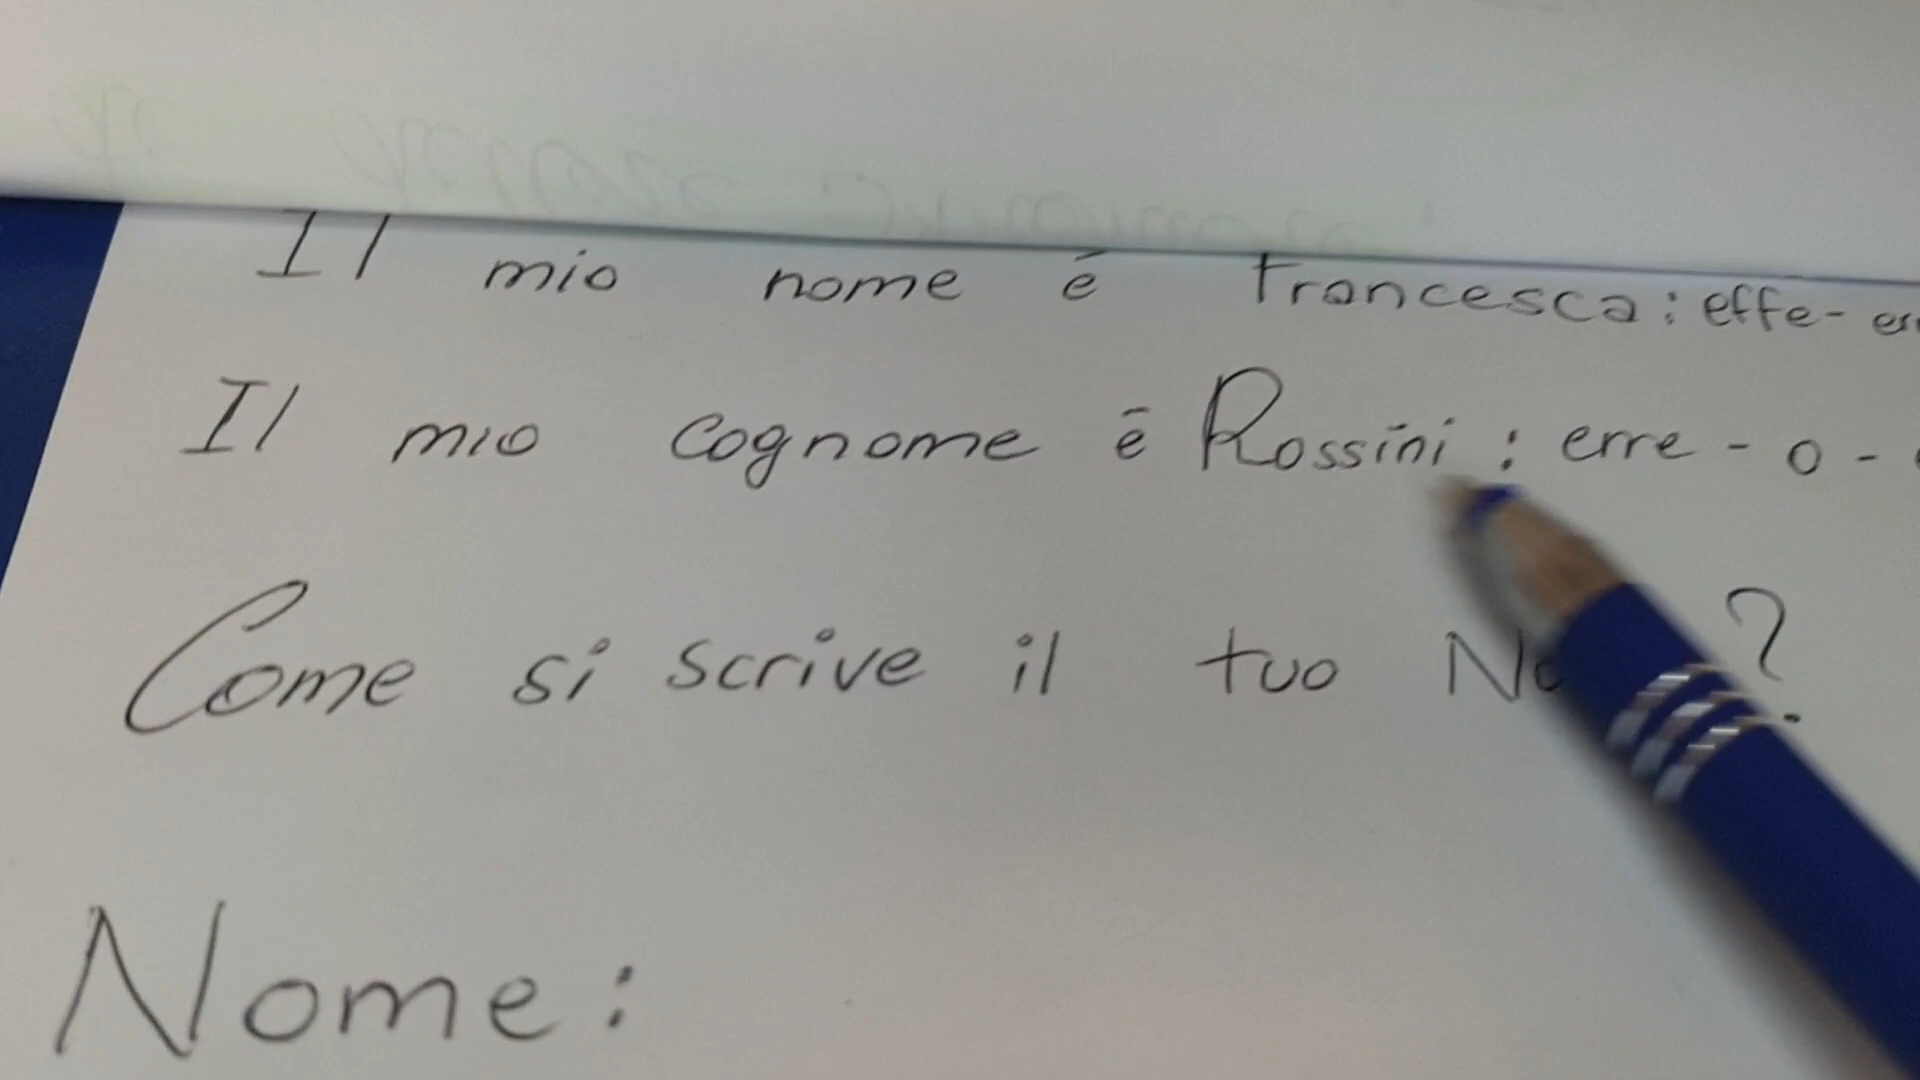 Il mio nome è Francesca: effe-
Il mio cognome è Rossini: erre - o -
Come si scrive il tuo ?
Nome: